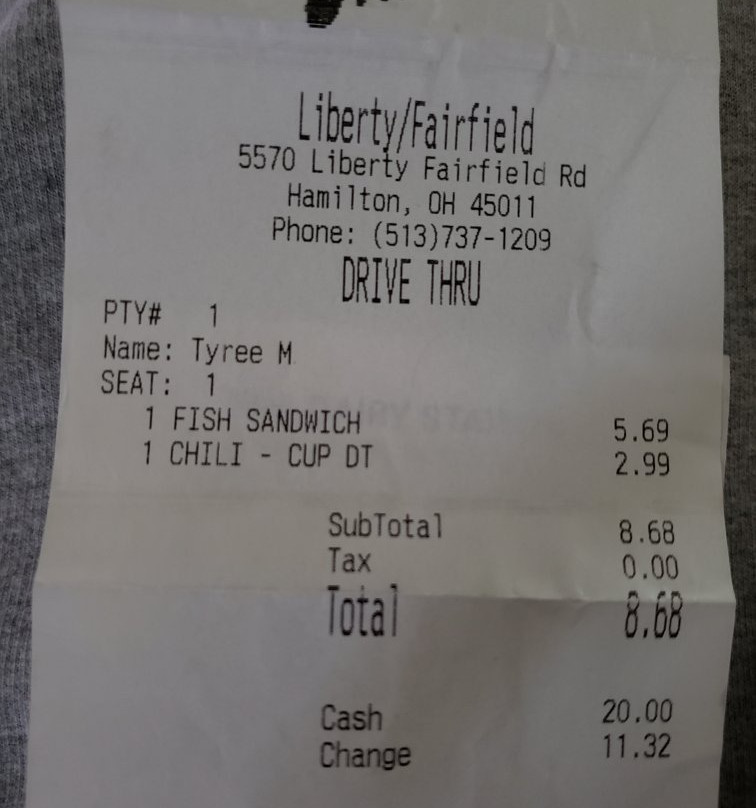 Liberty/Fairfield
5570 Liberty Fairfield Rd
Hamilton, OH 45011
Phone: (513)737-1209
DRIVE THRU
PTY# 1
Name: Tyree M
SEAT: 1
1 FISH SANDWICH 5.69
1 CHILI - CUP DT 2.99
SubTotal 8.68
Tax 0.00
Total 8.68
Cash 20.00
Change 11.32